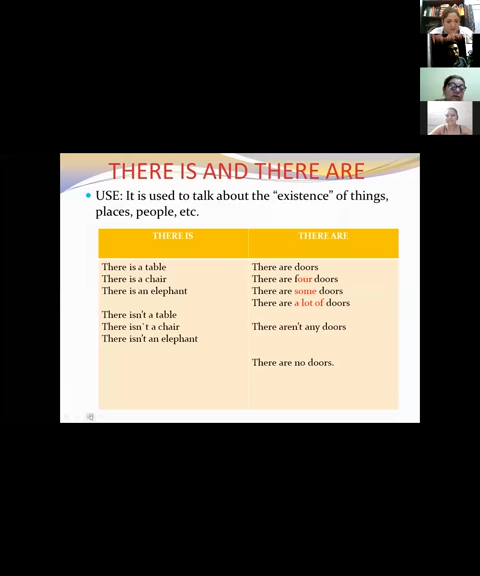 THERE IS AND THERE ARE
USE: It is used to talk about the “existence” of things,
places, people, etc.
THERE IS
THERE ARE
There is a table
There is a chair
There is an elephant
There isn't a table
There isn`t a chair
There isn't an elephant
There are doors
There are four doors
There are some doors
There are a lot of doors
There aren't any doors
There are no doors.